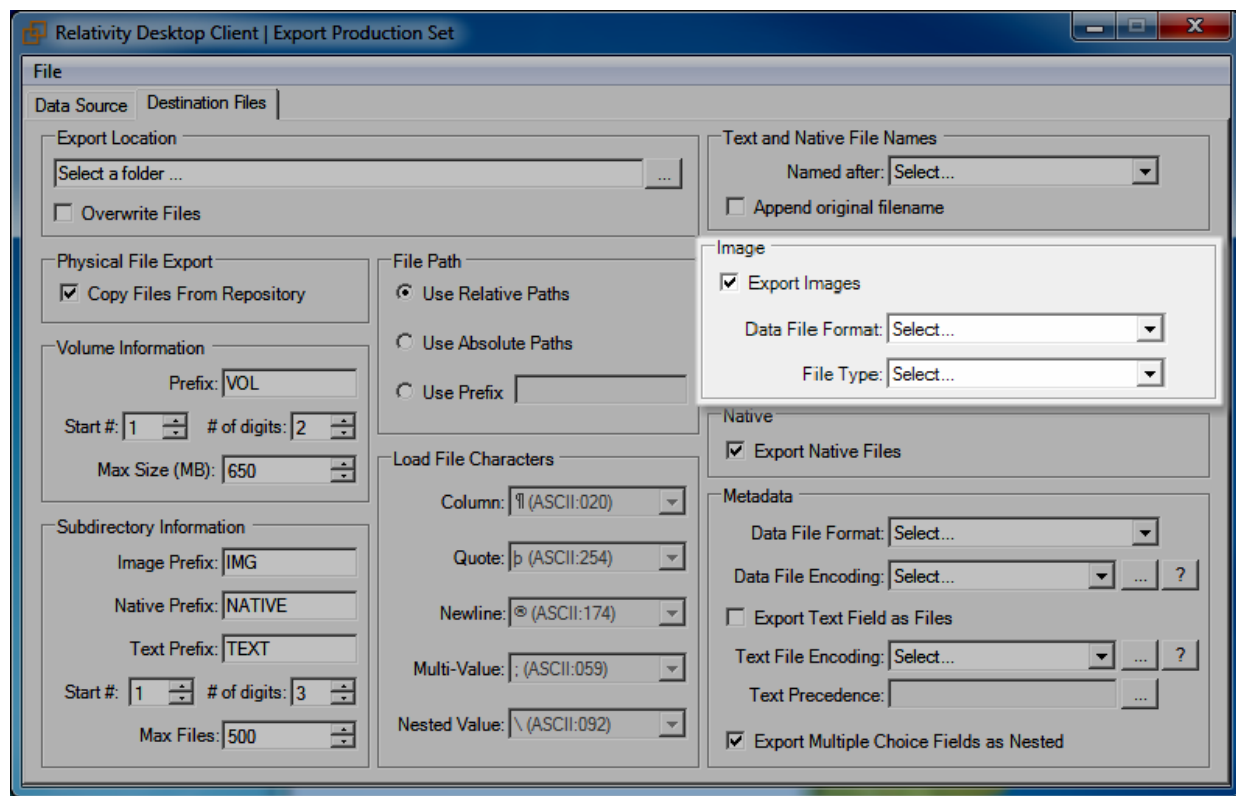 Relativity Desktop Client | Export Production Set
File
Data Source Destination Files
Export Location
Select a folder ... ...
Overwrite Files
Text and Native File Names
Named after: Select...
Append original filename
Physical File Export
Copy Files From Repository
Volume Information
Prefix: VOL
Start #: 1 # of digits: 2
Max Size (MB): 650
Subdirectory Information
Image Prefix: IMG
Native Prefix: NATIVE
Text Prefix: TEXT
Start #: 1 # of digits: 3
Max Files: 500
File Path
Use Relative Paths
Use Absolute Paths
Use Prefix
Load File Characters
Column: ¶ (ASCII:020)
Quote: þ (ASCII:254)
Newline: ® (ASCII:174)
Multi-Value: ; (ASCII:059)
Nested Value: \ (ASCII:092)
Image
Export Images
Data File Format: Select...
File Type: Select...
Native
Export Native Files
Metadata
Data File Format: Select...
Data File Encoding: Select... ... ?
Export Text Field as Files
Text File Encoding: Select... ... ?
Text Precedence: ...
Export Multiple Choice Fields as Nested